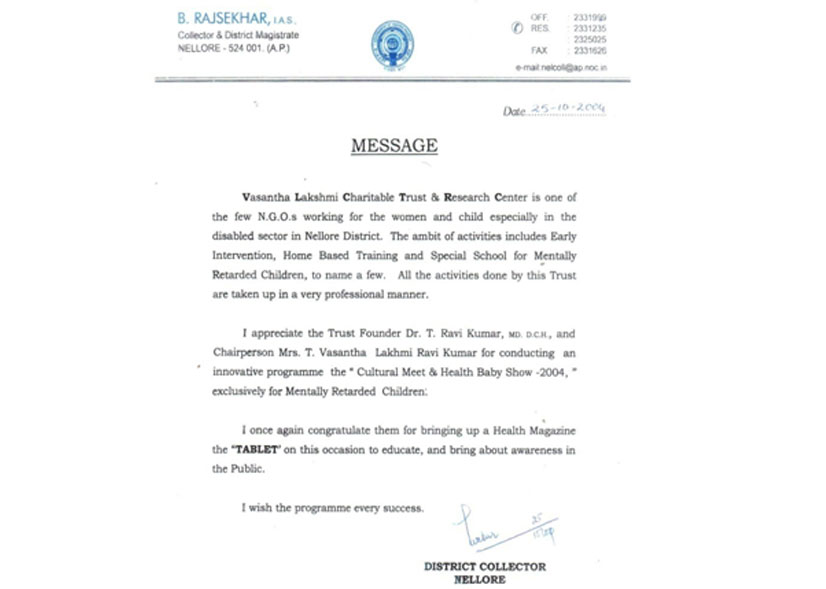 B. RAJSEKHAR, I.A.S.
Collector & District Magistrate
NELLORE - 524 001. (A.P.)
OFF. : 2331999
RES. : 2331235
: 2325025
FAX : 2331626
e-mail:nelcoll@ap.nic.in
Date 25-10-2004
MESSAGE
Vasantha Lakshmi Charitable Trust & Research Center is one of
the few N.G.O.s working for the women and child especially in the
disabled sector in Nellore District. The ambit of activities includes Early
Intervention, Home Based Training and Special School for Mentally
Retarded Children, to name a few. All the activities done by this Trust
are taken up in a very professional manner.
I appreciate the Trust Founder Dr. T. Ravi Kumar, MD. D.C.H., and
Chairperson Mrs. T. Vasantha Lakhmi Ravi Kumar for conducting an
innovative programme the " Cultural Meet & Health Baby Show -2004, "
exclusively for Mentally Retarded Children.
I once again congratulate them for bringing up a Health Magazine
the "TABLET" on this occasion to educate, and bring about awareness in
the Public.
I wish the programme every success.
DISTRICT COLLECTOR
NELLORE